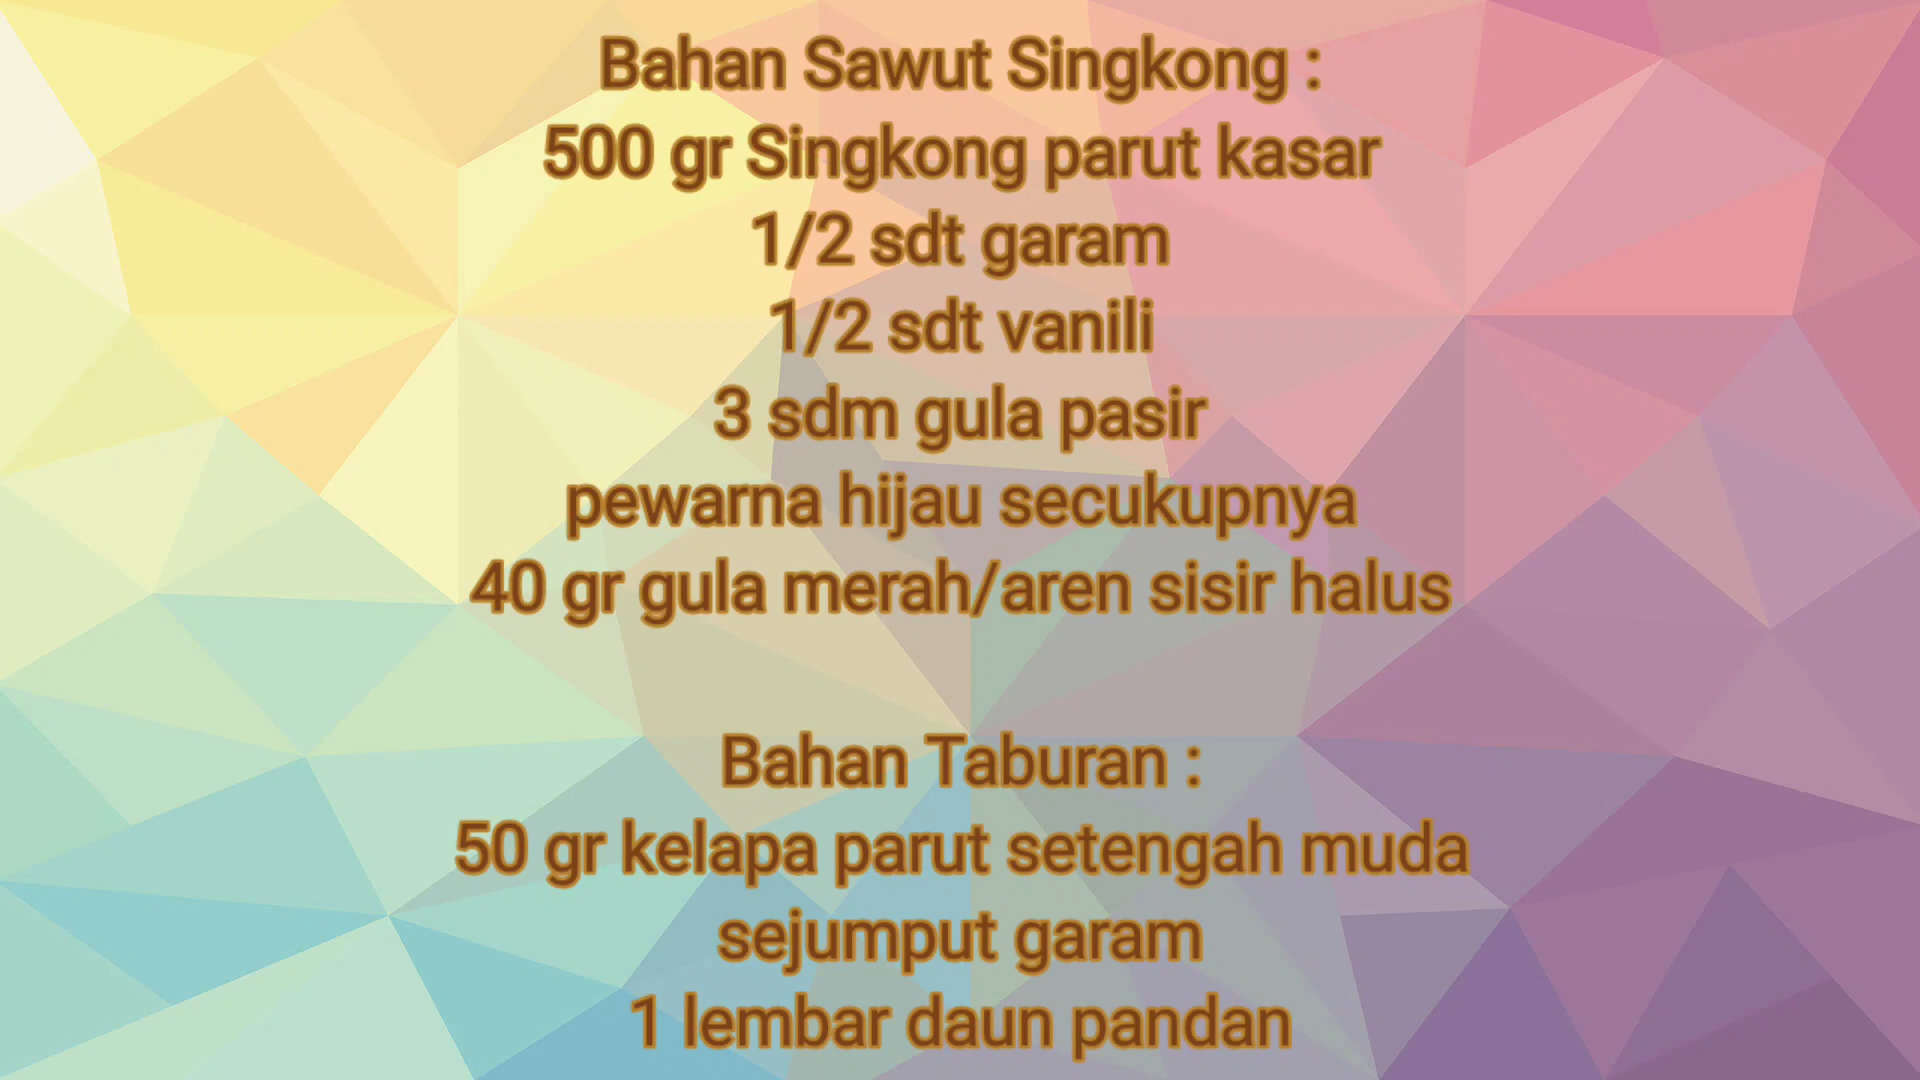 Bahan Sawut Singkong :
500 gr Singkong parut kasar
1/2 sdt garam
1/2 sdt vanili
3 sdm gula pasir
pewarna hijau secukupnya
40 gr gula merah/aren sisir halus
Bahan Taburan :
50 gr kelapa parut setengah muda
sejumput garam
1 lembar daun pandan